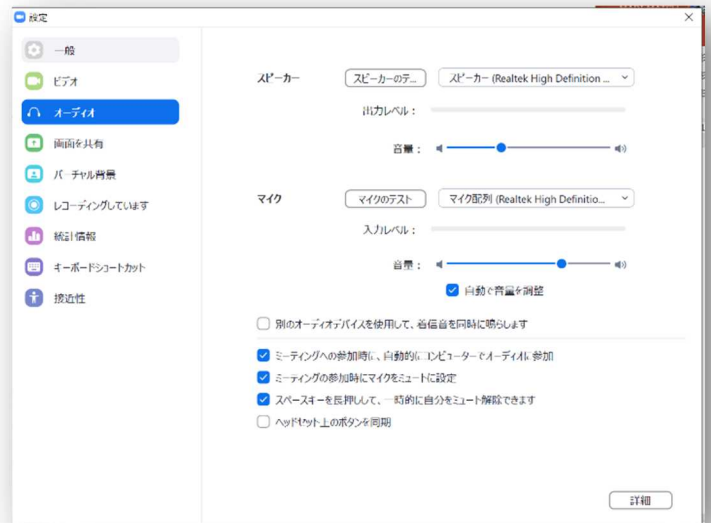 設定
一般
ビデオ
オーディオ
画面を共有
バーチャル背景
レコーディングしています
統計情報
キーボードショートカット
接近性
スピーカー
スピーカーのテ...
スピーカー (Realtek High Definition ...
出力レベル：
音量：
マイク
マイクのテスト
マイク配列 (Realtek High Definitio...
入力レベル：
音量：
自動で音量を調整
別のオーディオデバイスを使用して、着信音を同時に鳴らします
ミーティングへの参加時に、自動的にコンピューターでオーディオに参加
ミーティングの参加時にマイクをミュートに設定
スペースキーを長押しして、一時的に自分をミュート解除できます
ヘッドセット上のボタンを同期
詳細